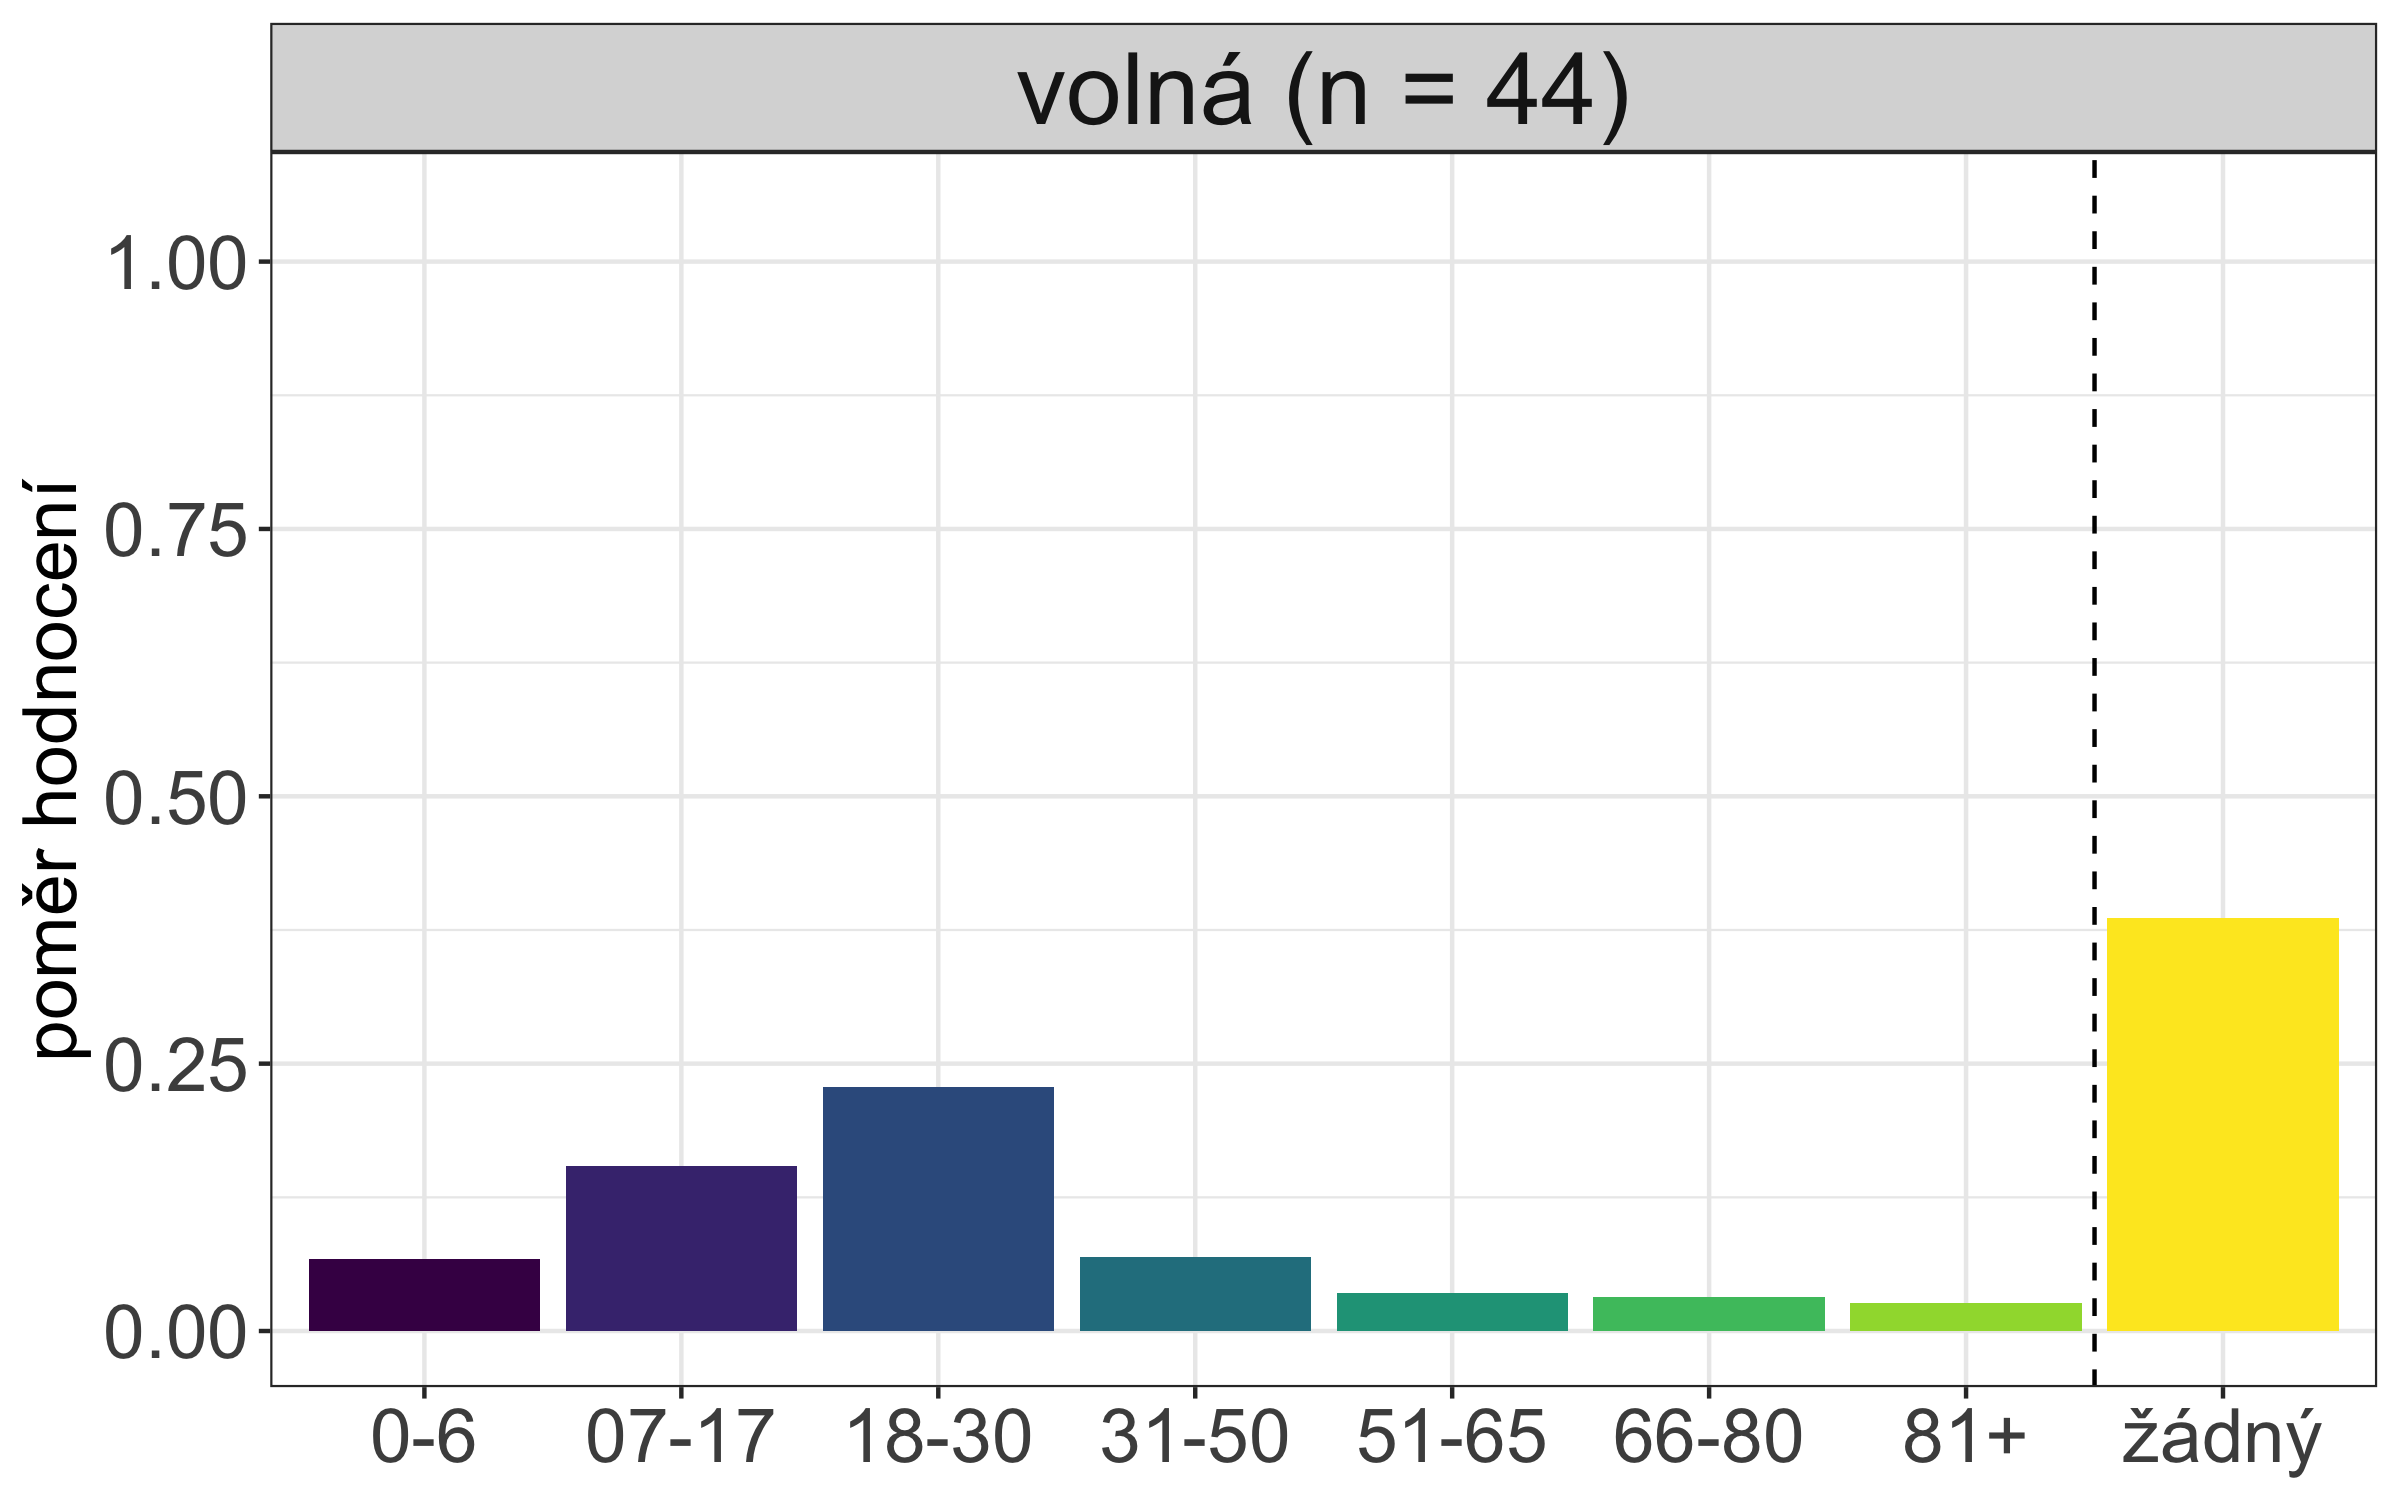 volná (n = 44)
poměr hodnocení
1.00
0.75
0.50
0.25
0.00
0-6 07-17 18-30 31-50 51-65 66-80 81+ žádný